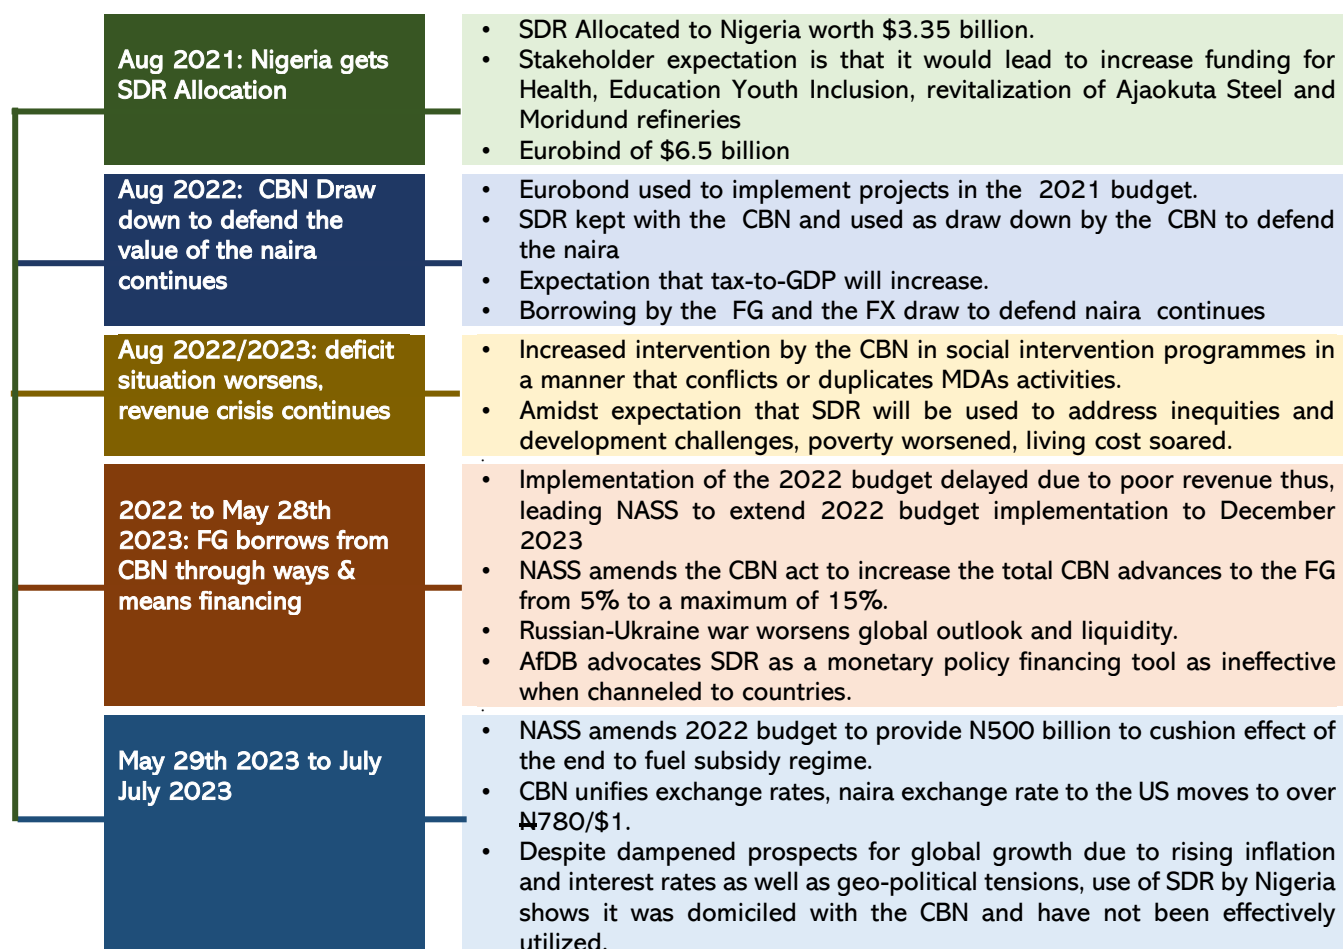 Aug 2021: Nigeria gets
SDR Allocation
• SDR Allocated to Nigeria worth $3.35 billion.
• Stakeholder expectation is that it would lead to increase funding for
Health, Education Youth Inclusion, revitalization of Ajaokuta Steel and
Moridund refineries
• Eurobind of $6.5 billion
Aug 2022: CBN Draw
down to defend the
value of the naira
continues
• Eurobond used to implement projects in the 2021 budget.
• SDR kept with the CBN and used as draw down by the CBN to defend
the naira
• Expectation that tax-to-GDP will increase.
• Borrowing by the FG and the FX draw to defend naira continues
Aug 2022/2023: deficit
situation worsens,
revenue crisis continues
• Increased intervention by the CBN in social intervention programmes in
a manner that conflicts or duplicates MDAs activities.
• Amidst expectation that SDR will be used to address inequities and
development challenges, poverty worsened, living cost soared.
2022 to May 28th
2023: FG borrows from
CBN through ways &
means financing
• Implementation of the 2022 budget delayed due to poor revenue thus,
leading NASS to extend 2022 budget implementation to December
2023
• NASS amends the CBN act to increase the total CBN advances to the FG
from 5% to a maximum of 15%.
• Russian-Ukraine war worsens global outlook and liquidity.
• AfDB advocates SDR as a monetary policy financing tool as ineffective
when channeled to countries.
May 29th 2023 to July
July 2023
• NASS amends 2022 budget to provide N500 billion to cushion effect of
the end to fuel subsidy regime.
• CBN unifies exchange rates, naira exchange rate to the US moves to over
₦780/$1.
• Despite dampened prospects for global growth due to rising inflation
and interest rates as well as geo-political tensions, use of SDR by Nigeria
shows it was domiciled with the CBN and have not been effectively
utilized.